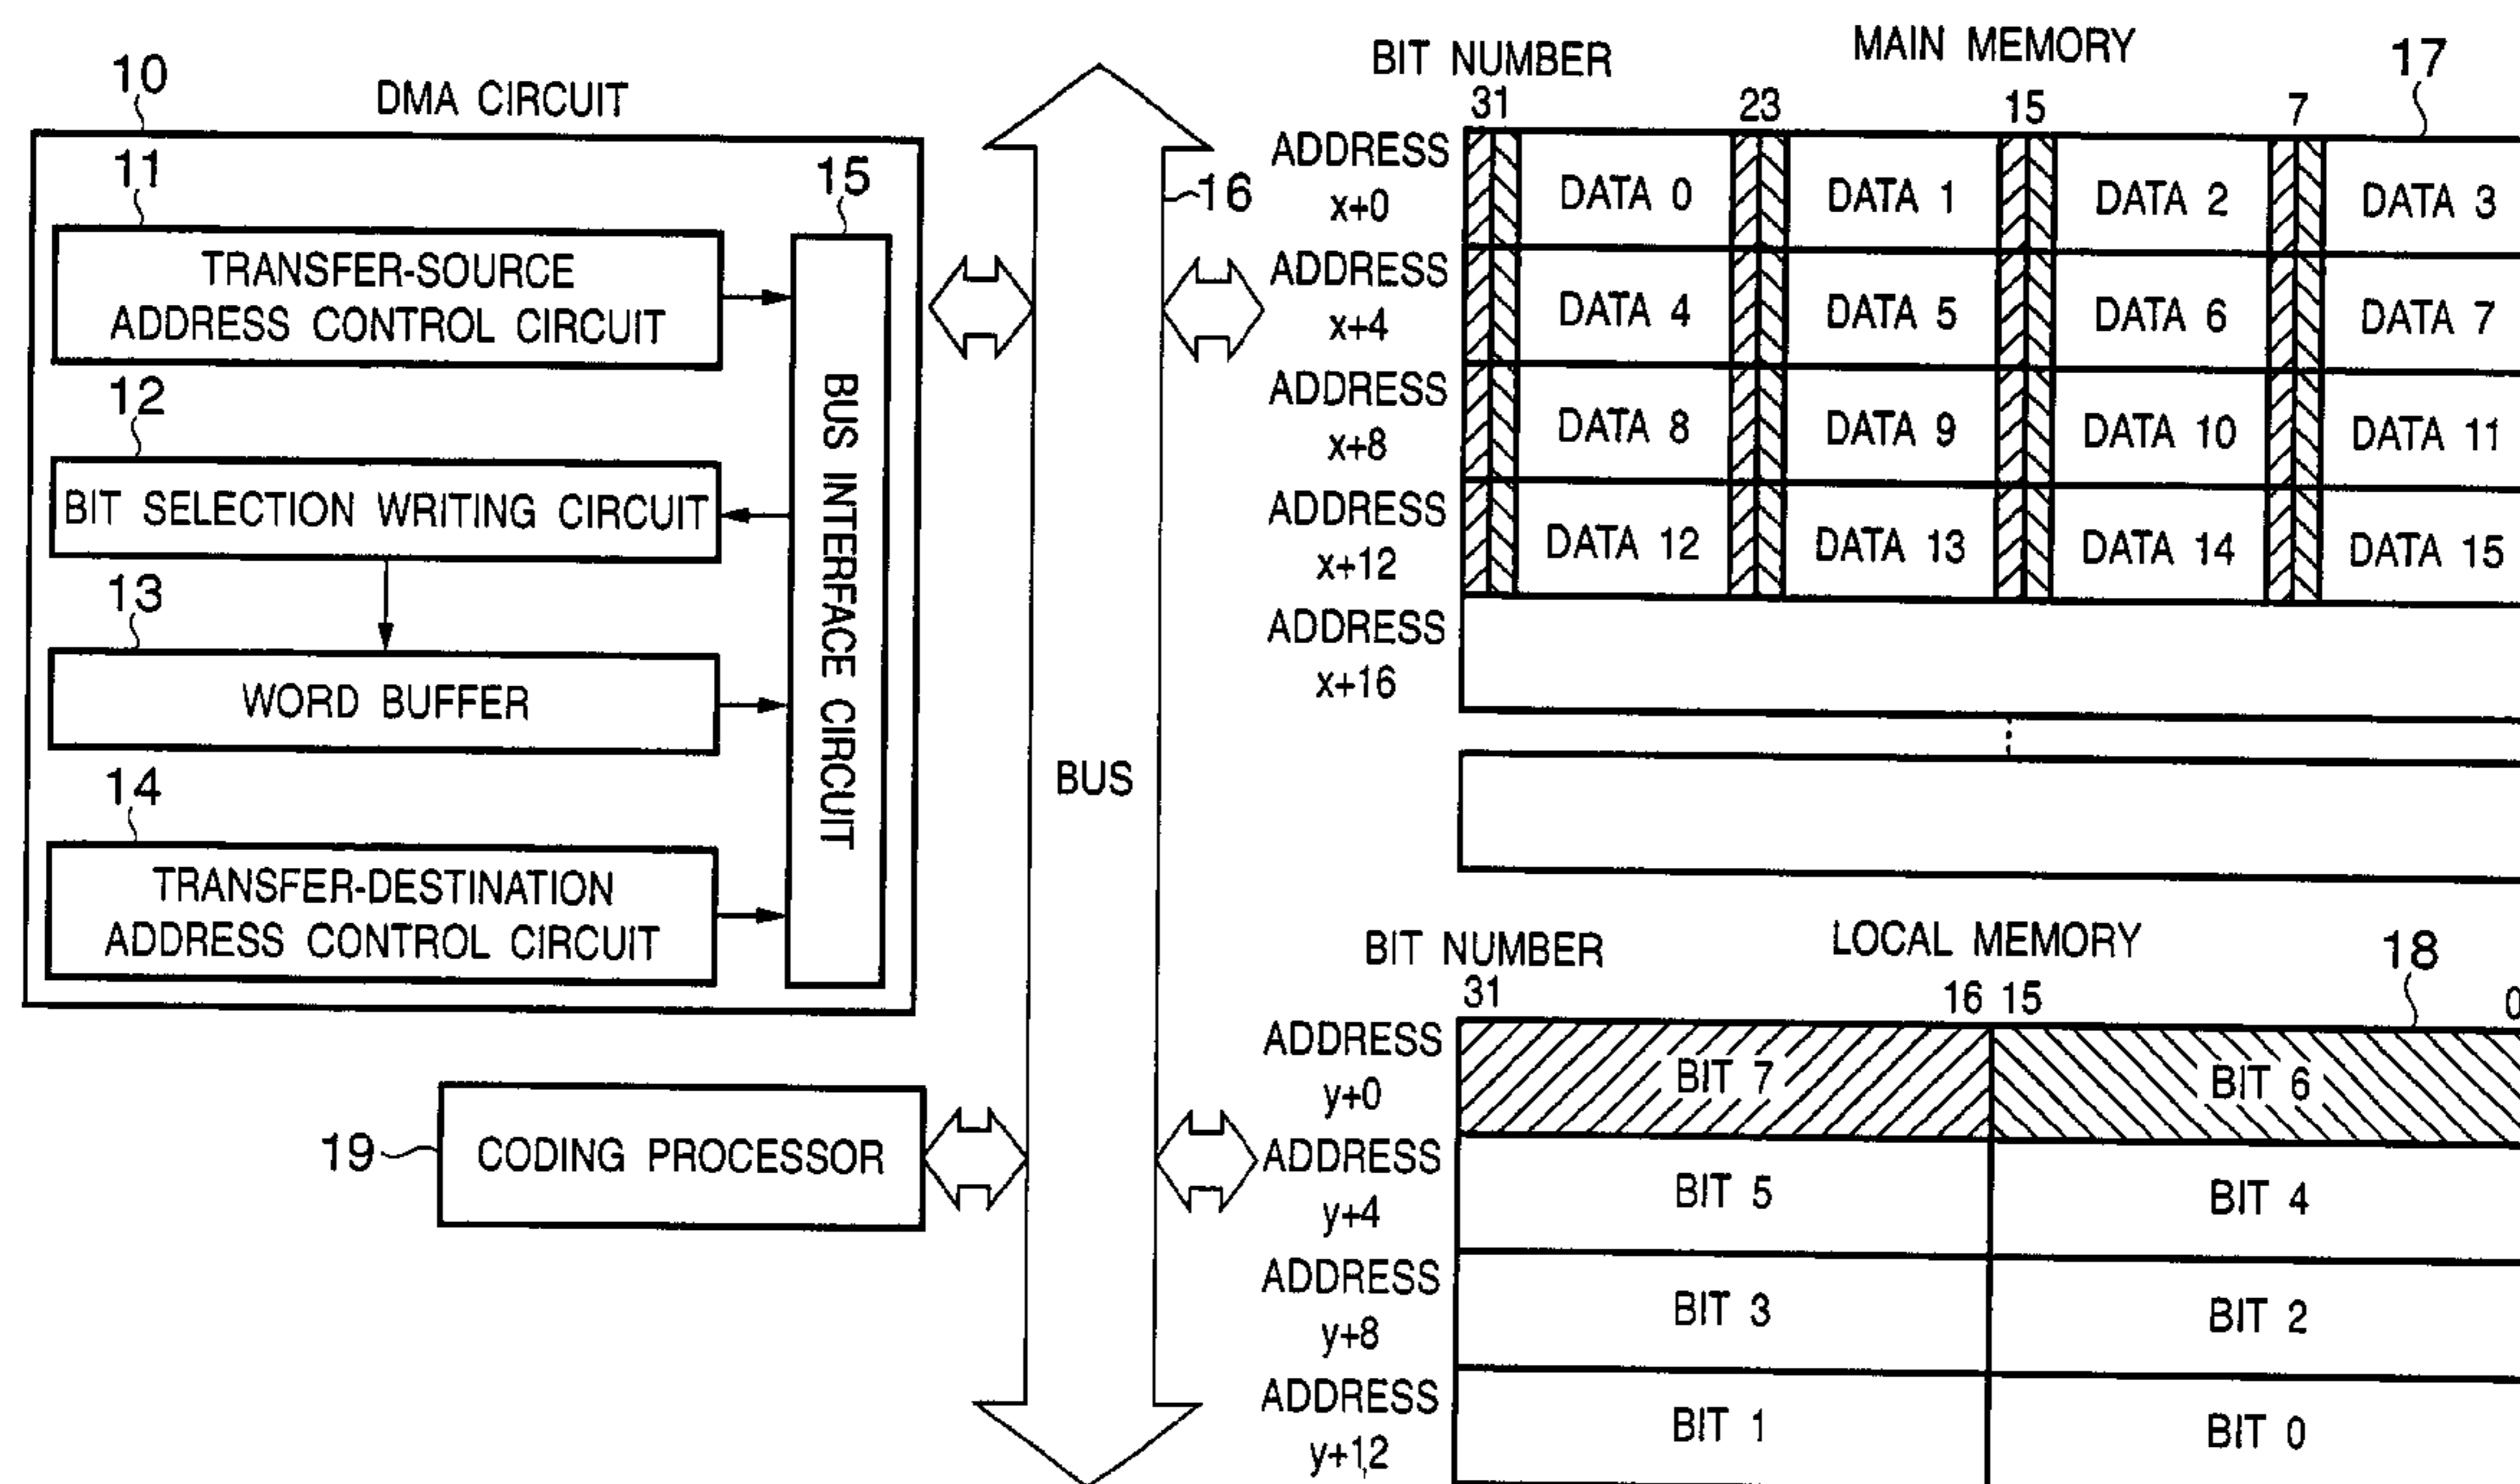 10
DMA CIRCUIT
11
TRANSFER-SOURCE
ADDRESS CONTROL CIRCUIT
12
BIT SELECTION WRITING CIRCUIT
13
WORD BUFFER
14
TRANSFER-DESTINATION
ADDRESS CONTROL CIRCUIT
15
BUS INTERFACE CIRCUIT
19
CODING PROCESSOR
16
BUS
BIT NUMBER
MAIN MEMORY
17
31 23 15 7
ADDRESS
x+0
DATA 0 DATA 1 DATA 2 DATA 3
ADDRESS
x+4
DATA 4 DATA 5 DATA 6 DATA 7
ADDRESS
x+8
DATA 8 DATA 9 DATA 10 DATA 11
ADDRESS
x+12
DATA 12 DATA 13 DATA 14 DATA 15
ADDRESS
x+16
BIT NUMBER
LOCAL MEMORY
18
31 16 15 0
ADDRESS
y+0
BIT 7 BIT 6
ADDRESS
y+4
BIT 5 BIT 4
ADDRESS
y+8
BIT 3 BIT 2
ADDRESS
y+12
BIT 1 BIT 0